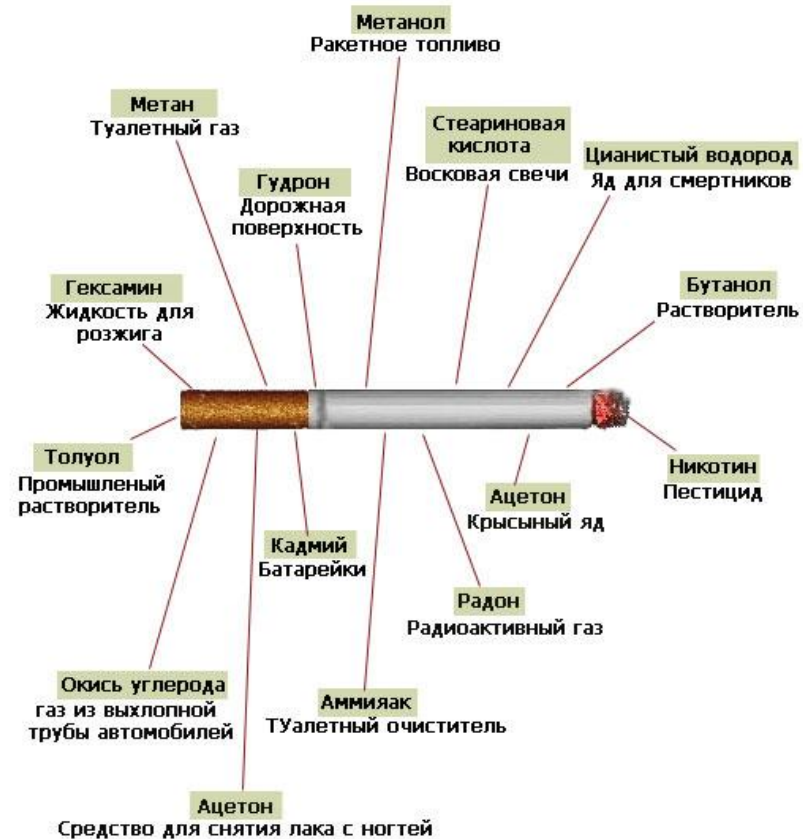 Метанол
Ракетное топливо
Метан
Туалетный газ
Стеариновая
кислота
Восковая свечи
Цианистый водород
Яд для смертников
Гудрон
Дорожная
поверхность
Гексамин
Жидкость для
розжига
Бутанол
Растворитель
Толуол
Промышленый
растворитель
Никотин
Пестицид
Ацетон
Крысиный яд
Кадмий
Батарейки
Радон
Радиоактивный газ
Окись углерода
газ из выхлопной
трубы автомобилей
Аммияак
ТУалетный очиститель
Ацетон
Средство для снятия лака с ногтей